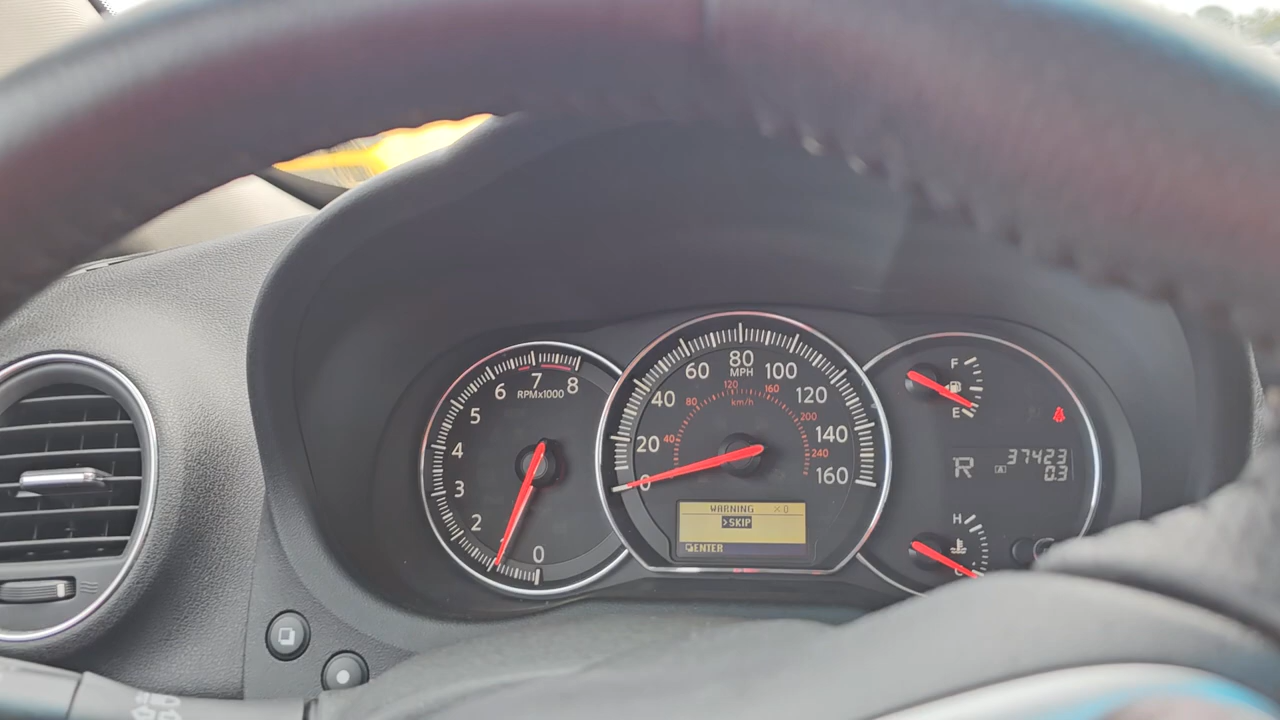 0 2 3 4 5 6 7 8
RPMx1000
0 20 40 60 80 100 120 140 160
MPH
40 80 120 160 200 240
km/h
WARNING ×0
>SKIP
ENTER
F
E
R
A 37423
0.3
H